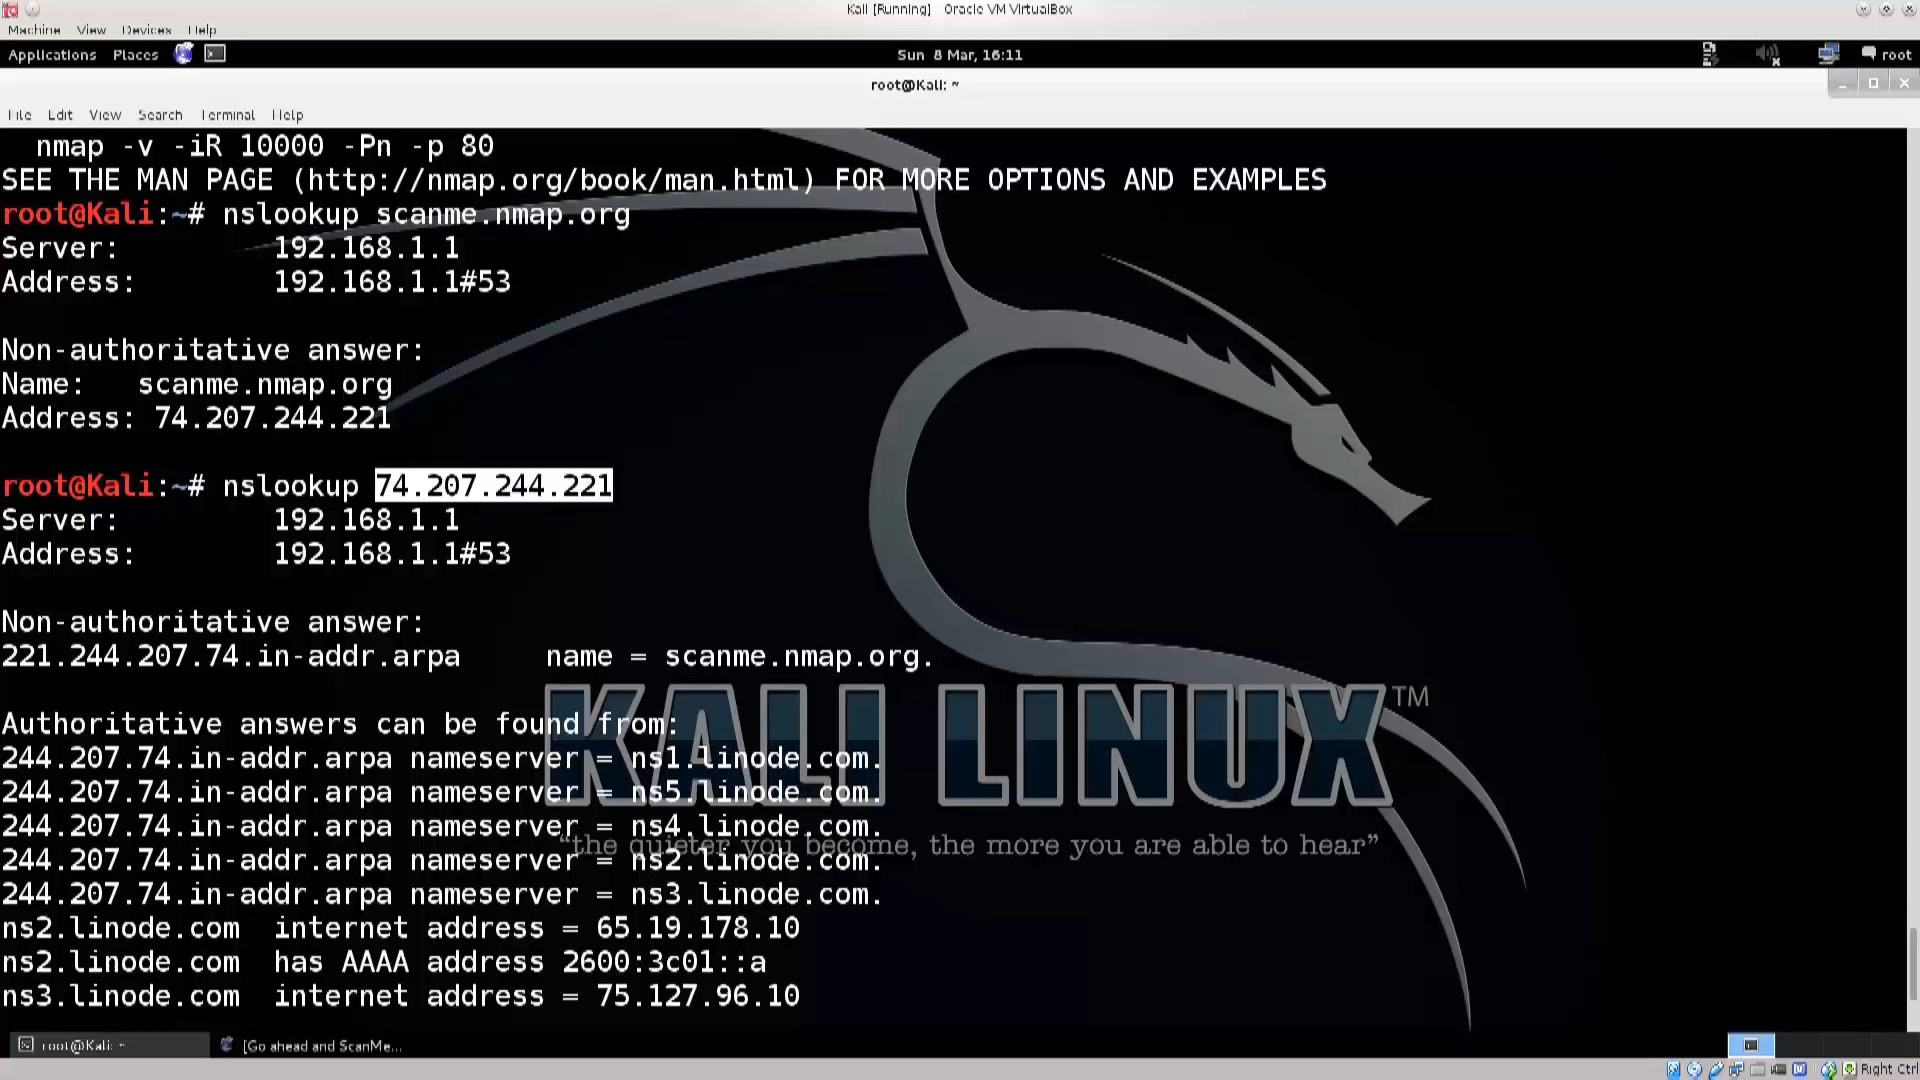 Kali [Running] Oracle VM VirtualBox
Machine View Devices Help
Applications Places Sun 8 Mar, 16:11 root
root@Kali: ~
File Edit View Search Terminal Help
nmap -v -iR 10000 -Pn -p 80
SEE THE MAN PAGE (http://nmap.org/book/man.html) FOR MORE OPTIONS AND EXAMPLES
root@Kali:~# nslookup scanme.nmap.org
Server: 192.168.1.1
Address: 192.168.1.1#53
Non-authoritative answer:
Name: scanme.nmap.org
Address: 74.207.244.221
root@Kali:~# nslookup 74.207.244.221
Server: 192.168.1.1
Address: 192.168.1.1#53
Non-authoritative answer:
221.244.207.74.in-addr.arpa name = scanme.nmap.org.
Authoritative answers can be found from:
244.207.74.in-addr.arpa nameserver = ns1.linode.com.
244.207.74.in-addr.arpa nameserver = ns5.linode.com.
244.207.74.in-addr.arpa nameserver = ns4.linode.com.
244.207.74.in-addr.arpa nameserver = ns2.linode.com.
244.207.74.in-addr.arpa nameserver = ns3.linode.com.
ns2.linode.com internet address = 65.19.178.10
ns2.linode.com has AAAA address 2600:3c01::a
ns3.linode.com internet address = 75.127.96.10
KALI LINUX™
“the quieter you become, the more you are able to hear”
root@Kali: ~ [Go ahead and ScanMe...
Right Ctrl